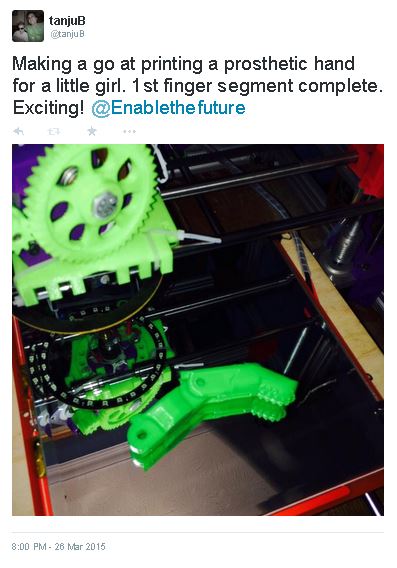 tanjuB
@tanjuB
Making a go at printing a prosthetic hand
for a little girl. 1st finger segment complete.
Exciting! @Enablethefuture
8:00 PM - 26 Mar 2015